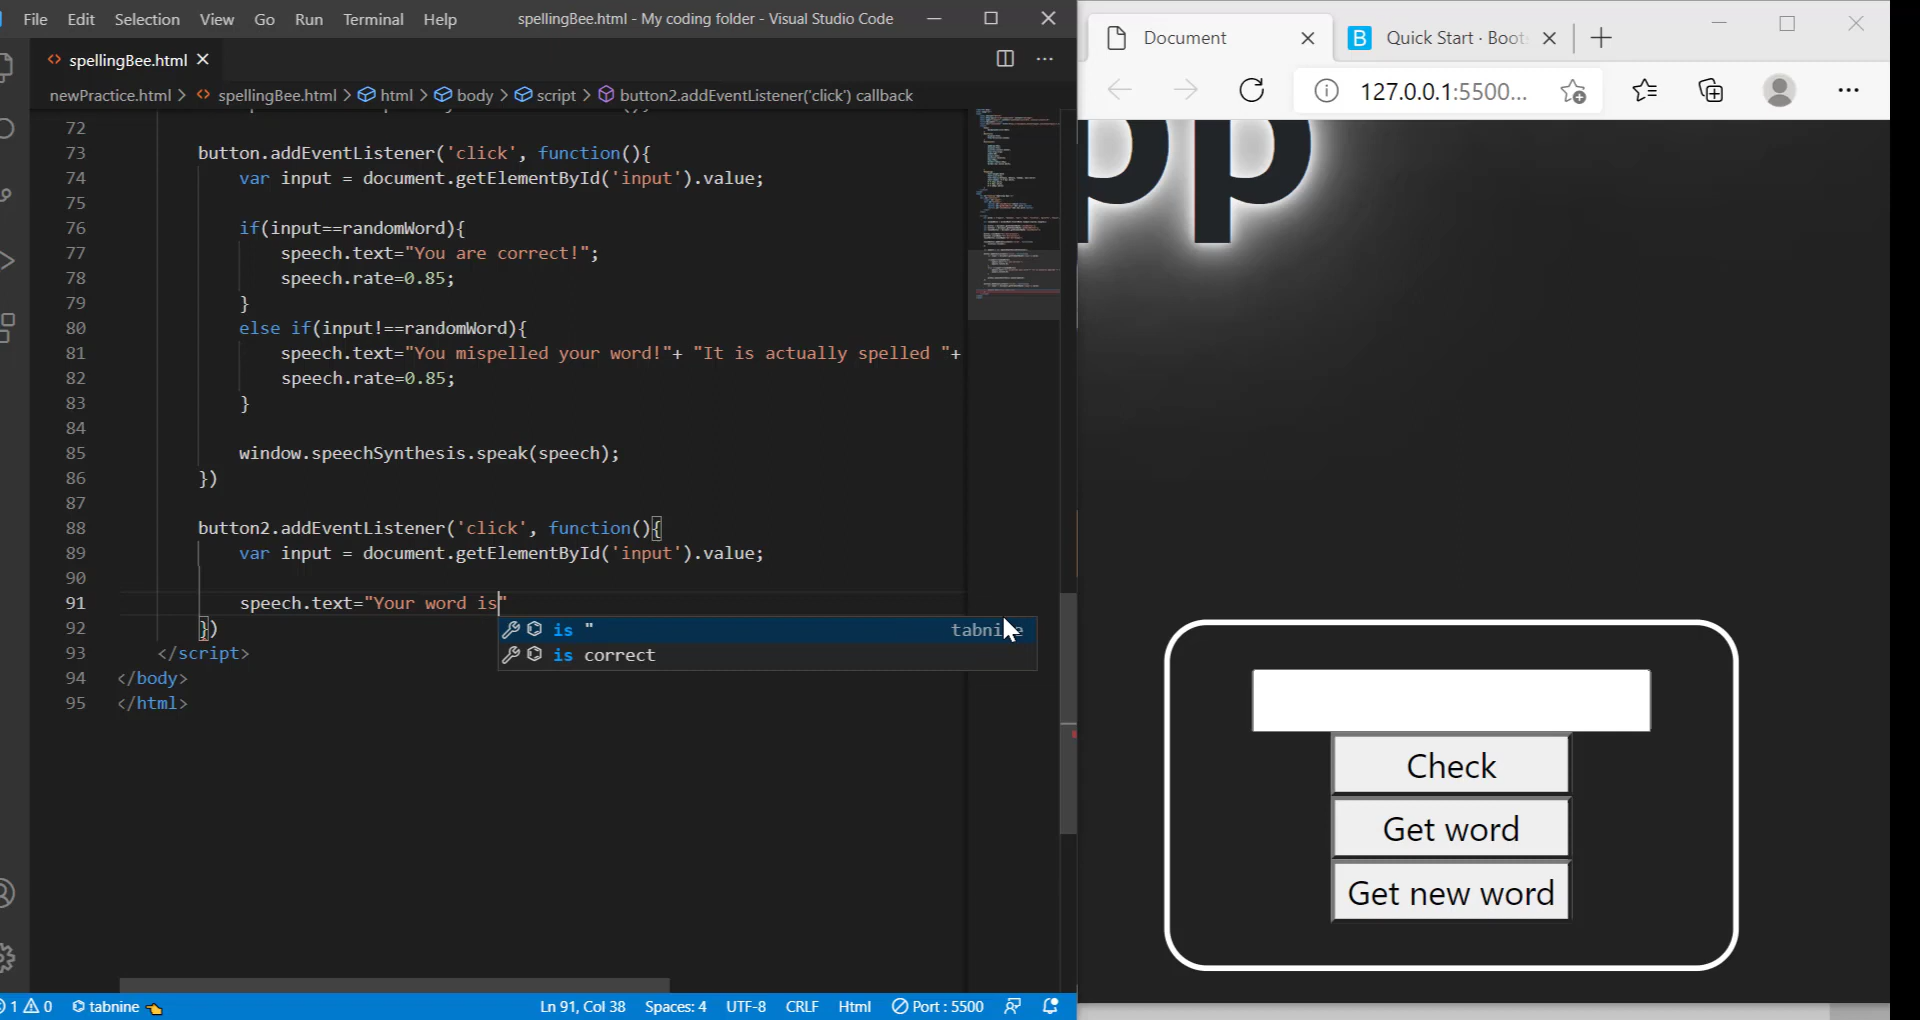 File Edit Selection View Go Run Terminal Help spellingBee.html - My coding folder - Visual Studio Code
spellingBee.html
newPractice.html > spellingBee.html > html > body > script > button2.addEventListener('click') callback
72
73 button.addEventListener('click', function(){
74 var input = document.getElementById('input').value;
75
76 if(input==randomWord){
77 speech.text="You are correct!";
78 speech.rate=0.85;
79 }
80 else if(input!==randomWord){
81 speech.text="You mispelled your word!"+ "It is actually spelled "+
82 speech.rate=0.85;
83 }
84
85 window.speechSynthesis.speak(speech);
86 })
87
88 button2.addEventListener('click', function(){
89 var input = document.getElementById('input').value;
90
91 speech.text="Your word is"
is " tabnine
is correct
92 })
93 </script>
94 </body>
95 </html>
1 0 tabnine Ln 91, Col 38 Spaces: 4 UTF-8 CRLF Html Port : 5500
Document
B Quick Start · Boots
127.0.0.1:5500...
pp
Check
Get word
Get new word